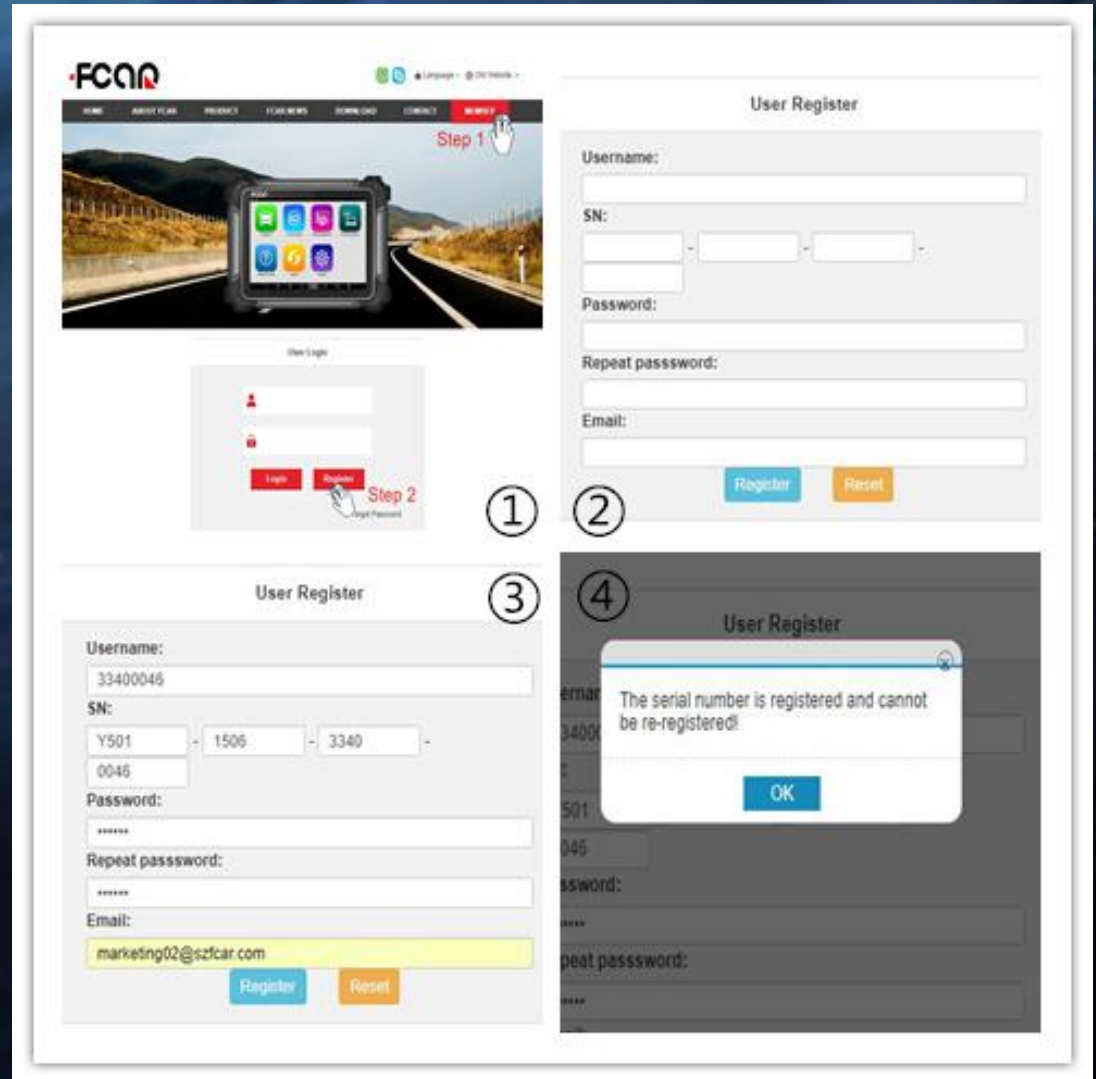 FCAR
Language
Old Website
HOME ABOUT FCAR PRODUCT FCAR NEWS DOWNLOAD CONTACT MEMBER
Step 1
FCAR
User Login
Login Register
Step 2
Forgot Password
①
User Register
Username:
SN:
- - -
Password:
Repeat passsword:
Email:
Register Reset
②
User Register
③
Username:
33400046
SN:
Y501 - 1506 - 3340 -
0046
Password:
••••••
Repeat passsword:
••••••
Email:
marketing02@szfcar.com
Register Reset
④
User Register
The serial number is registered and cannot
be re-registered!
OK
501
046
ssword:
peat passsword: